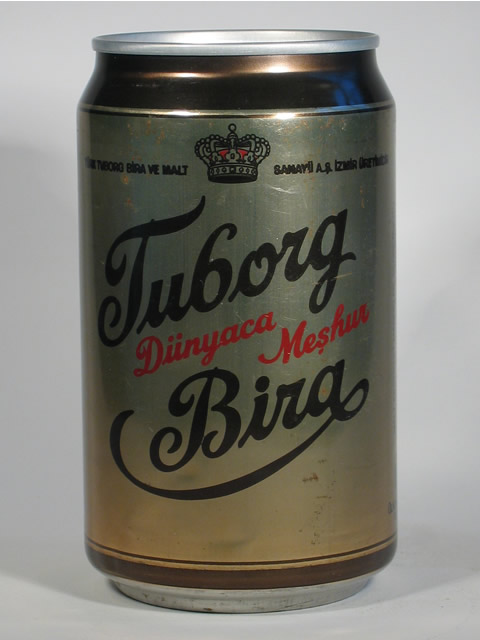 TUBORG BİRA VE MALT SANAYİİ A.Ş. İZMİR
Tuborg
Dünyaca Meşhur
Bira